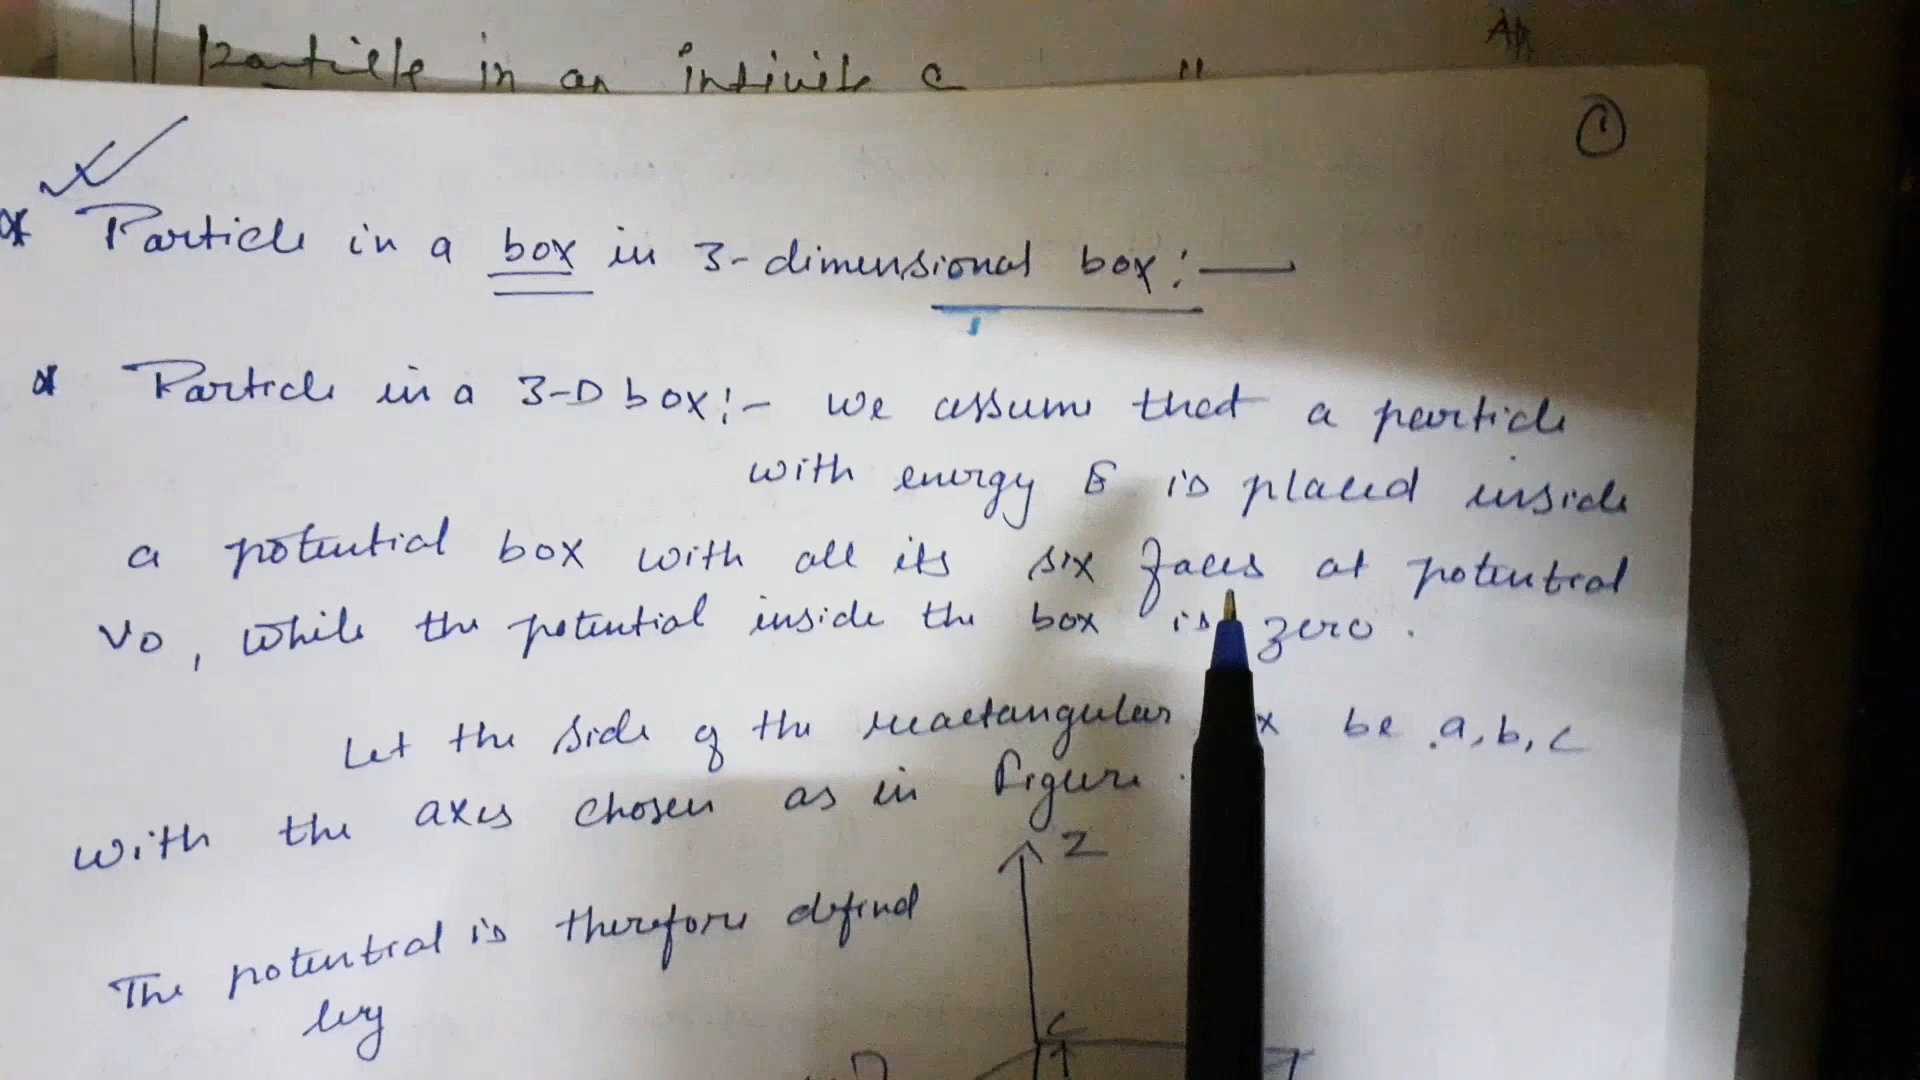 Particle in an infinite
①
* Particle in a box in 3-dimensional box:—
* Particle in a 3-D box:- we assume that a particle
with energy E is placed inside
a potential box with all its six faces at potential
Vo, while the potential inside the box is zero.
Let the side of the reactangular x be a, b, c
with the axes chosen as in figure.
Z
The potential is therefore defined
by
C